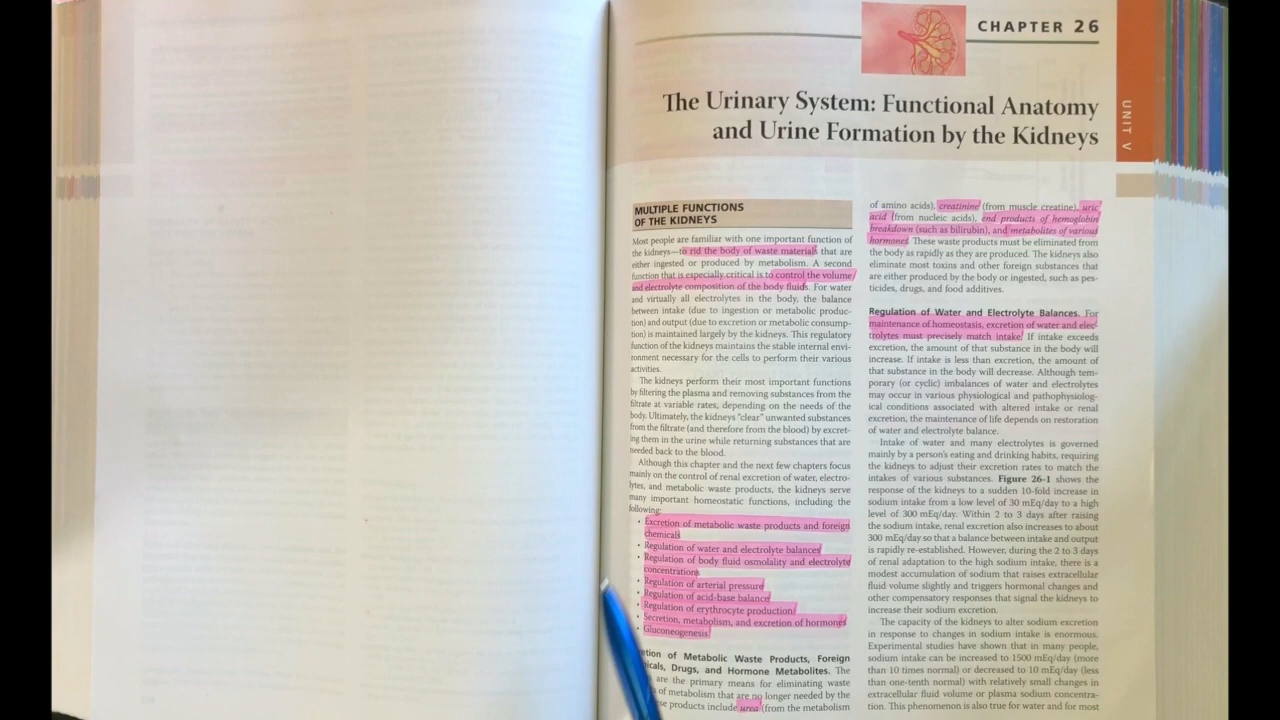 CHAPTER 26
UNIT V
The Urinary System: Functional Anatomy
and Urine Formation by the Kidneys
MULTIPLE FUNCTIONS
OF THE KIDNEYS
Most people are familiar with one important function of
the kidneys—to rid the body of waste materials that are
either ingested or produced by metabolism. A second
function that is especially critical is to control the volume
and electrolyte composition of the body fluids. For water
and virtually all electrolytes in the body, the balance
between intake (due to ingestion or metabolic produc-
tion) and output (due to excretion or metabolic consump-
tion) is maintained largely by the kidneys. This regulatory
function of the kidneys maintains the stable internal envi-
ronment necessary for the cells to perform their various
activities.
The kidneys perform their most important functions
by filtering the plasma and removing substances from the
filtrate at variable rates, depending on the needs of the
body. Ultimately, the kidneys “clear” unwanted substances
from the filtrate (and therefore from the blood) by excret-
ing them in the urine while returning substances that are
needed back to the blood.
Although this chapter and the next few chapters focus
mainly on the control of renal excretion of water, electro-
lytes, and metabolic waste products, the kidneys serve
many important homeostatic functions, including the
following:
• Excretion of metabolic waste products and foreign
chemicals
• Regulation of water and electrolyte balances
• Regulation of body fluid osmolality and electrolyte
concentrations
• Regulation of arterial pressure
• Regulation of acid-base balance
• Regulation of erythrocyte production
• Secretion, metabolism, and excretion of hormones
• Gluconeogenesis
etion of Metabolic Waste Products, Foreign
icals, Drugs, and Hormone Metabolites. The
are the primary means for eliminating waste
of metabolism that are no longer needed by the
se products include urea (from the metabolism
of amino acids), creatinine (from muscle creatine), uric
acid (from nucleic acids), end products of hemoglobin
breakdown (such as bilirubin), and metabolites of various
hormones. These waste products must be eliminated from
the body as rapidly as they are produced. The kidneys also
eliminate most toxins and other foreign substances that
are either produced by the body or ingested, such as pes-
ticides, drugs, and food additives.
Regulation of Water and Electrolyte Balances. For
maintenance of homeostasis, excretion of water and elec-
trolytes must precisely match intake. If intake exceeds
excretion, the amount of that substance in the body will
increase. If intake is less than excretion, the amount of
that substance in the body will decrease. Although tem-
porary (or cyclic) imbalances of water and electrolytes
may occur in various physiological and pathophysiolog-
ical conditions associated with altered intake or renal
excretion, the maintenance of life depends on restoration
of water and electrolyte balance.
Intake of water and many electrolytes is governed
mainly by a person’s eating and drinking habits, requiring
the kidneys to adjust their excretion rates to match the
intakes of various substances. Figure 26-1 shows the
response of the kidneys to a sudden 10-fold increase in
sodium intake from a low level of 30 mEq/day to a high
level of 300 mEq/day. Within 2 to 3 days after raising
the sodium intake, renal excretion also increases to about
300 mEq/day so that a balance between intake and output
is rapidly re-established. However, during the 2 to 3 days
of renal adaptation to the high sodium intake, there is a
modest accumulation of sodium that raises extracellular
fluid volume slightly and triggers hormonal changes and
other compensatory responses that signal the kidneys to
increase their sodium excretion.
The capacity of the kidneys to alter sodium excretion
in response to changes in sodium intake is enormous.
Experimental studies have shown that in many people,
sodium intake can be increased to 1500 mEq/day (more
than 10 times normal) or decreased to 10 mEq/day (less
than one-tenth normal) with relatively small changes in
extracellular fluid volume or plasma sodium concentra-
tion. This phenomenon is also true for water and for most